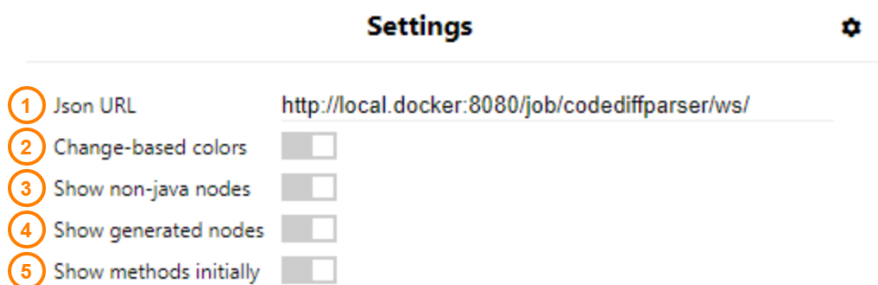 Settings
1 Json URL http://local.docker:8080/job/codediffparser/ws/
2 Change-based colors
3 Show non-java nodes
4 Show generated nodes
5 Show methods initially